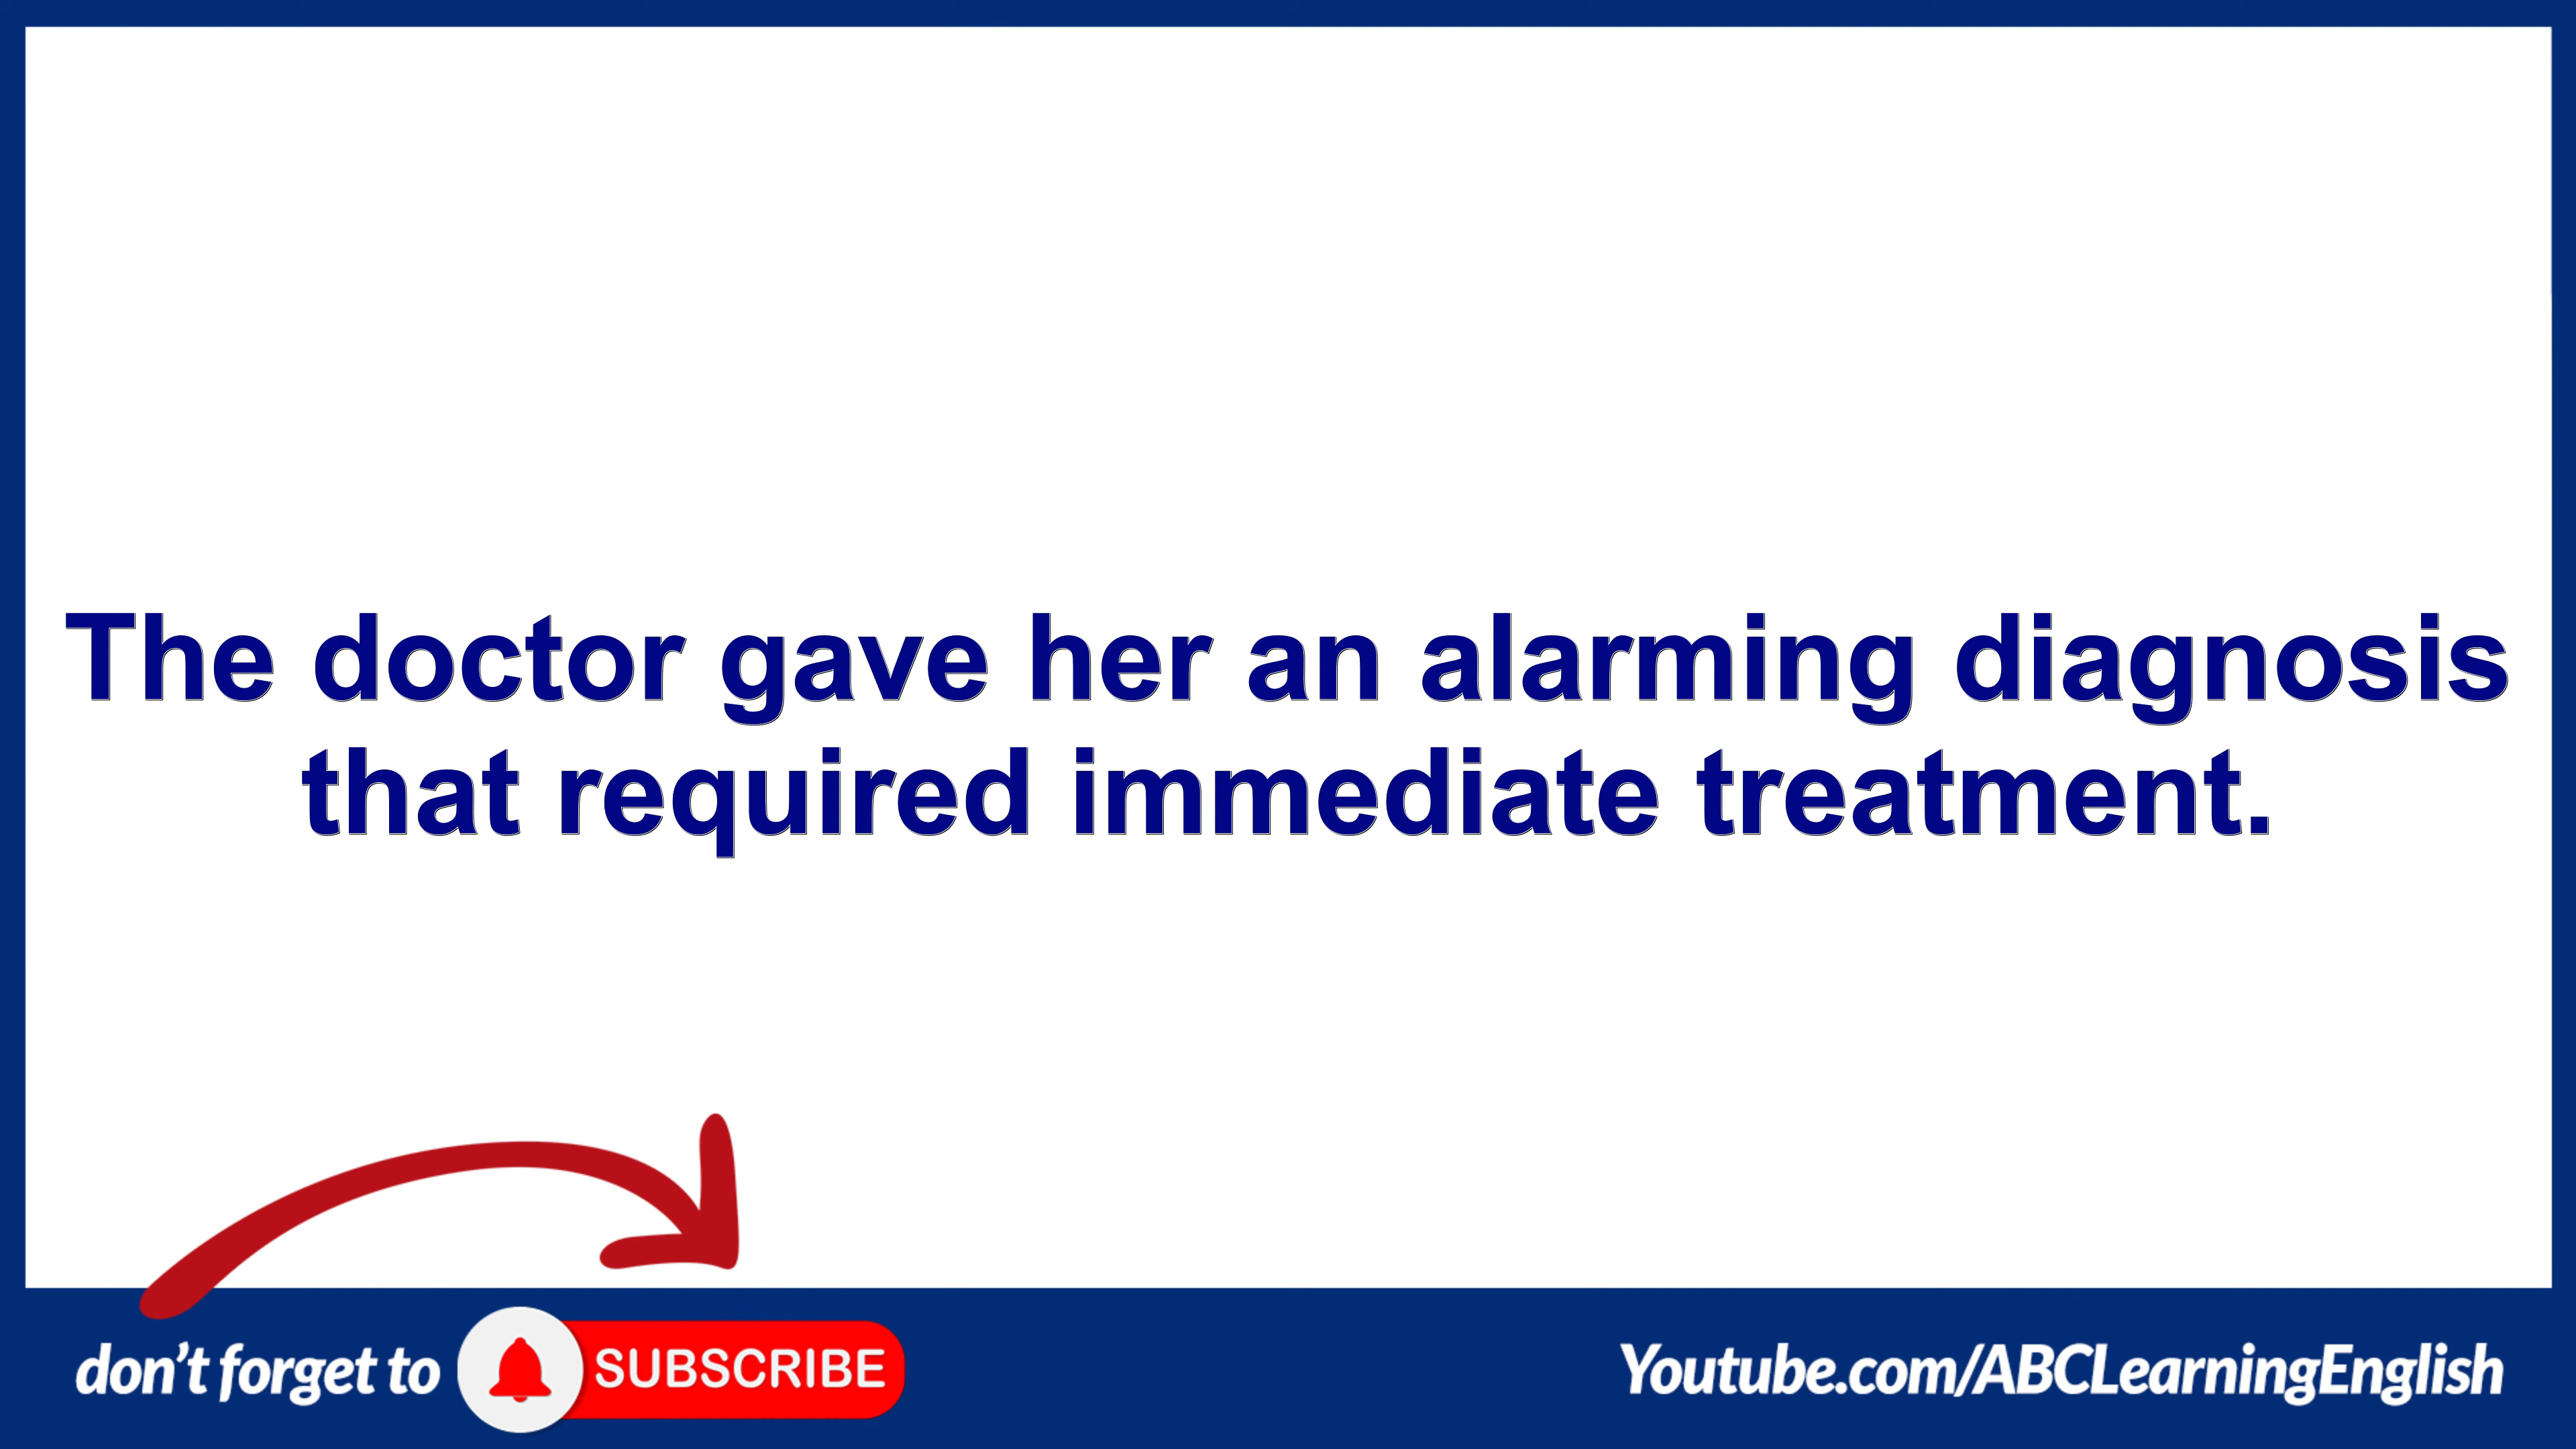 The doctor gave her an alarming diagnosis
that required immediate treatment.
don't forget to SUBSCRIBE
Youtube.com/ABCLearningEnglish